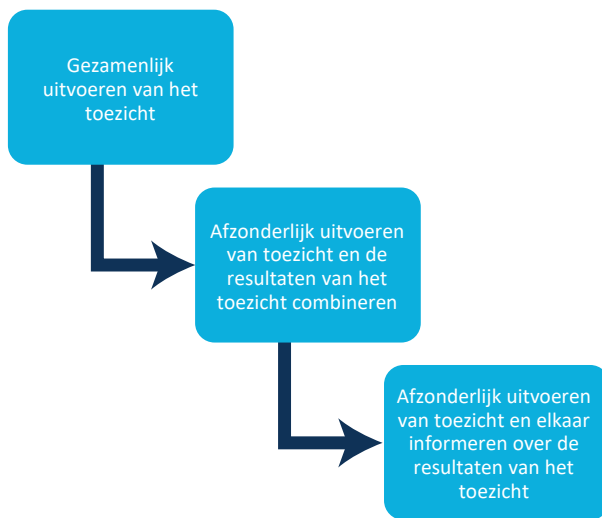 Gezamenlijk
uitvoeren van het
toezicht
Afzonderlijk uitvoeren
van toezicht en de
resultaten van het
toezicht combineren
Afzonderlijk uitvoeren
van toezicht en elkaar
informeren over de
resultaten van het
toezicht